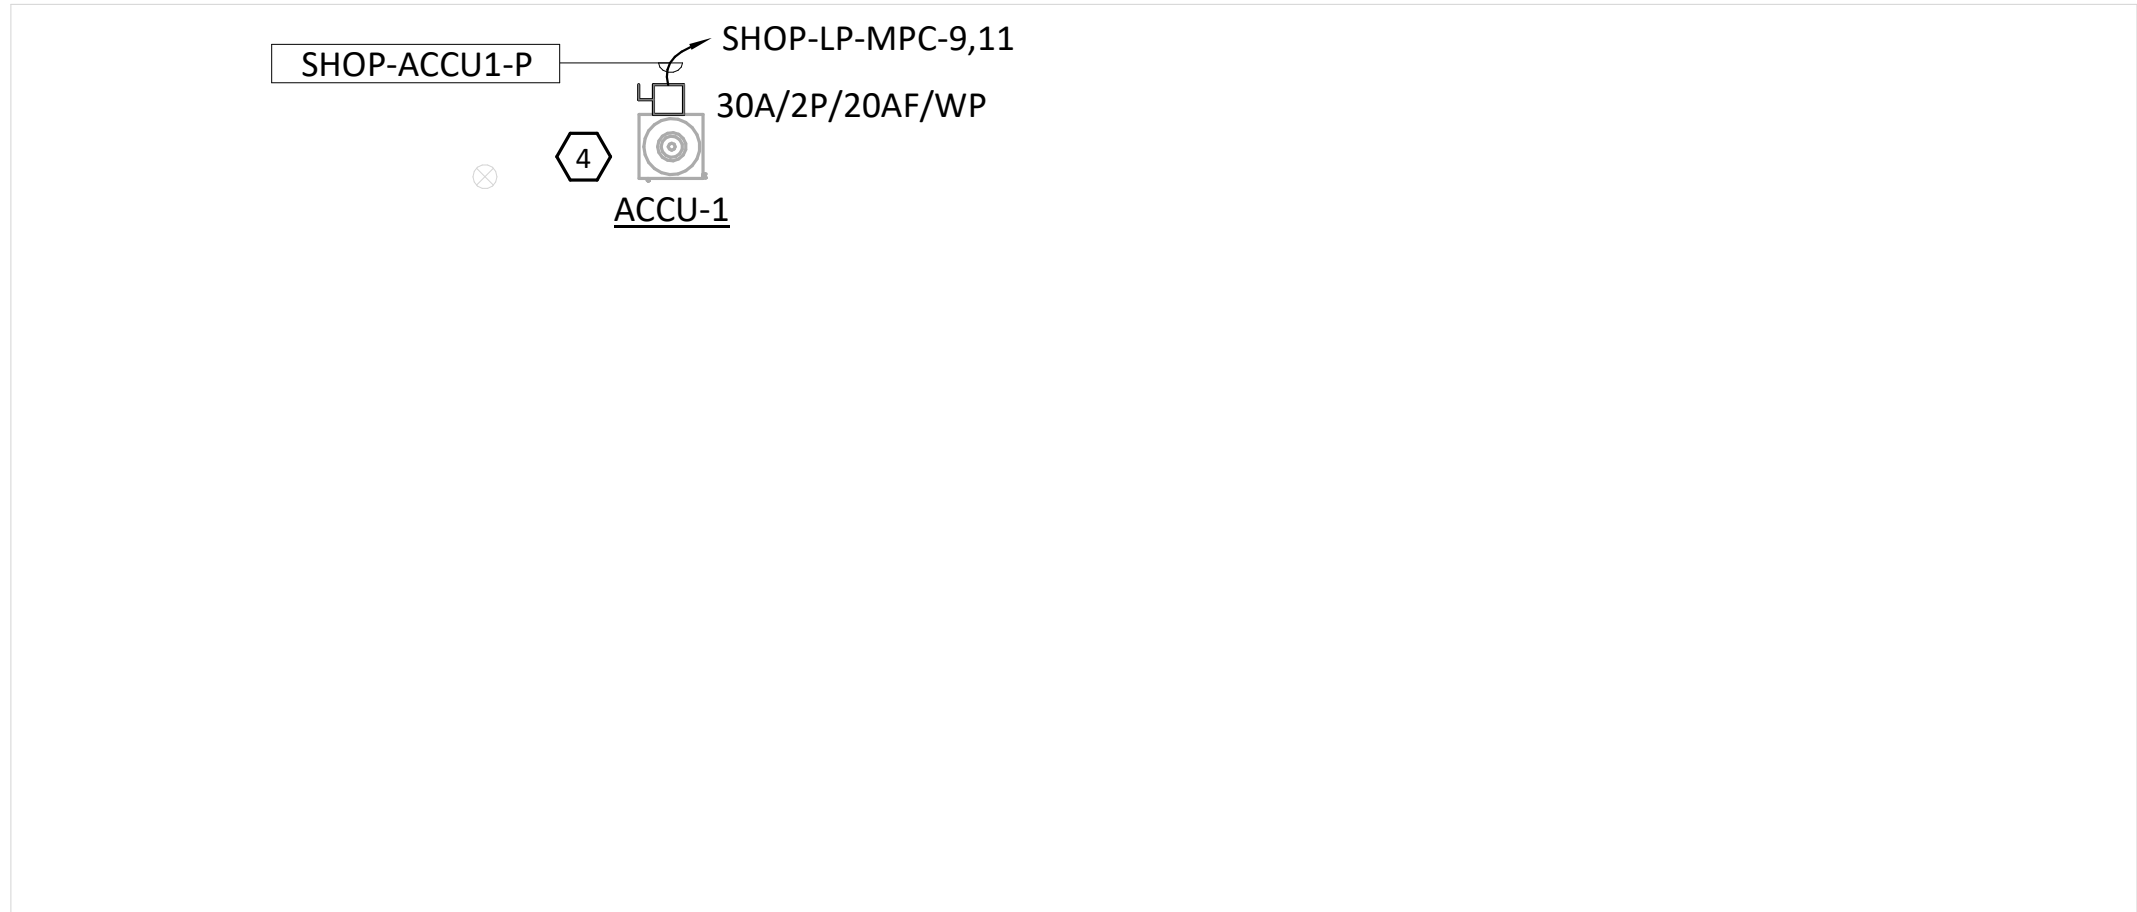 SHOP-LP-MPC-9,11
SHOP-ACCU1-P
30A/2P/20AF/WP
4
ACCU-1